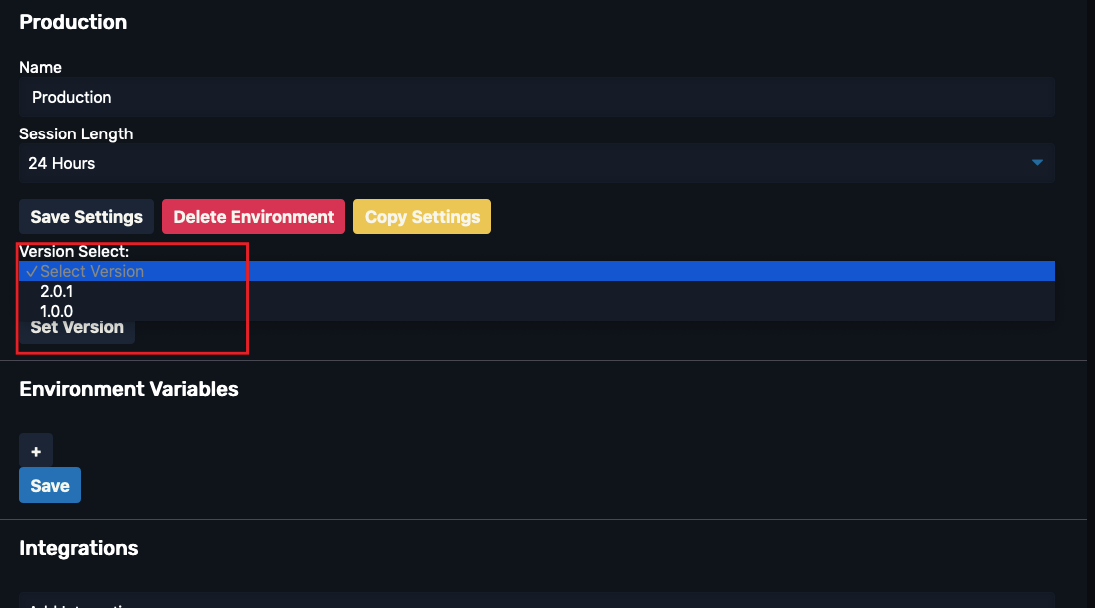 Production
Name
Production
Session Length
24 Hours
Save Settings Delete Environment Copy Settings
Version Select:
✓Select Version
2.0.1
1.0.0
Set Version
Environment Variables
+
Save
Integrations